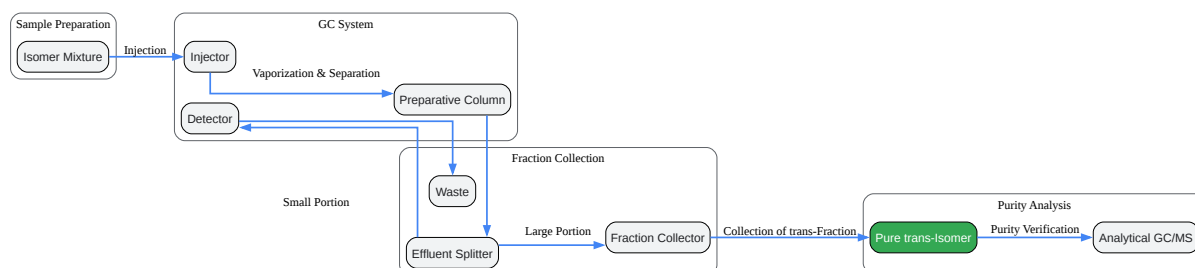 Sample Preparation
Isomer Mixture
Injection
GC System
Injector
Vaporization & Separation
Preparative Column
Detector
Fraction Collection
Waste
Small Portion
Effluent Splitter
Large Portion
Fraction Collector
Collection of trans-Fraction
Purity Analysis
Pure trans-Isomer
Purity Verification
Analytical GC/MS